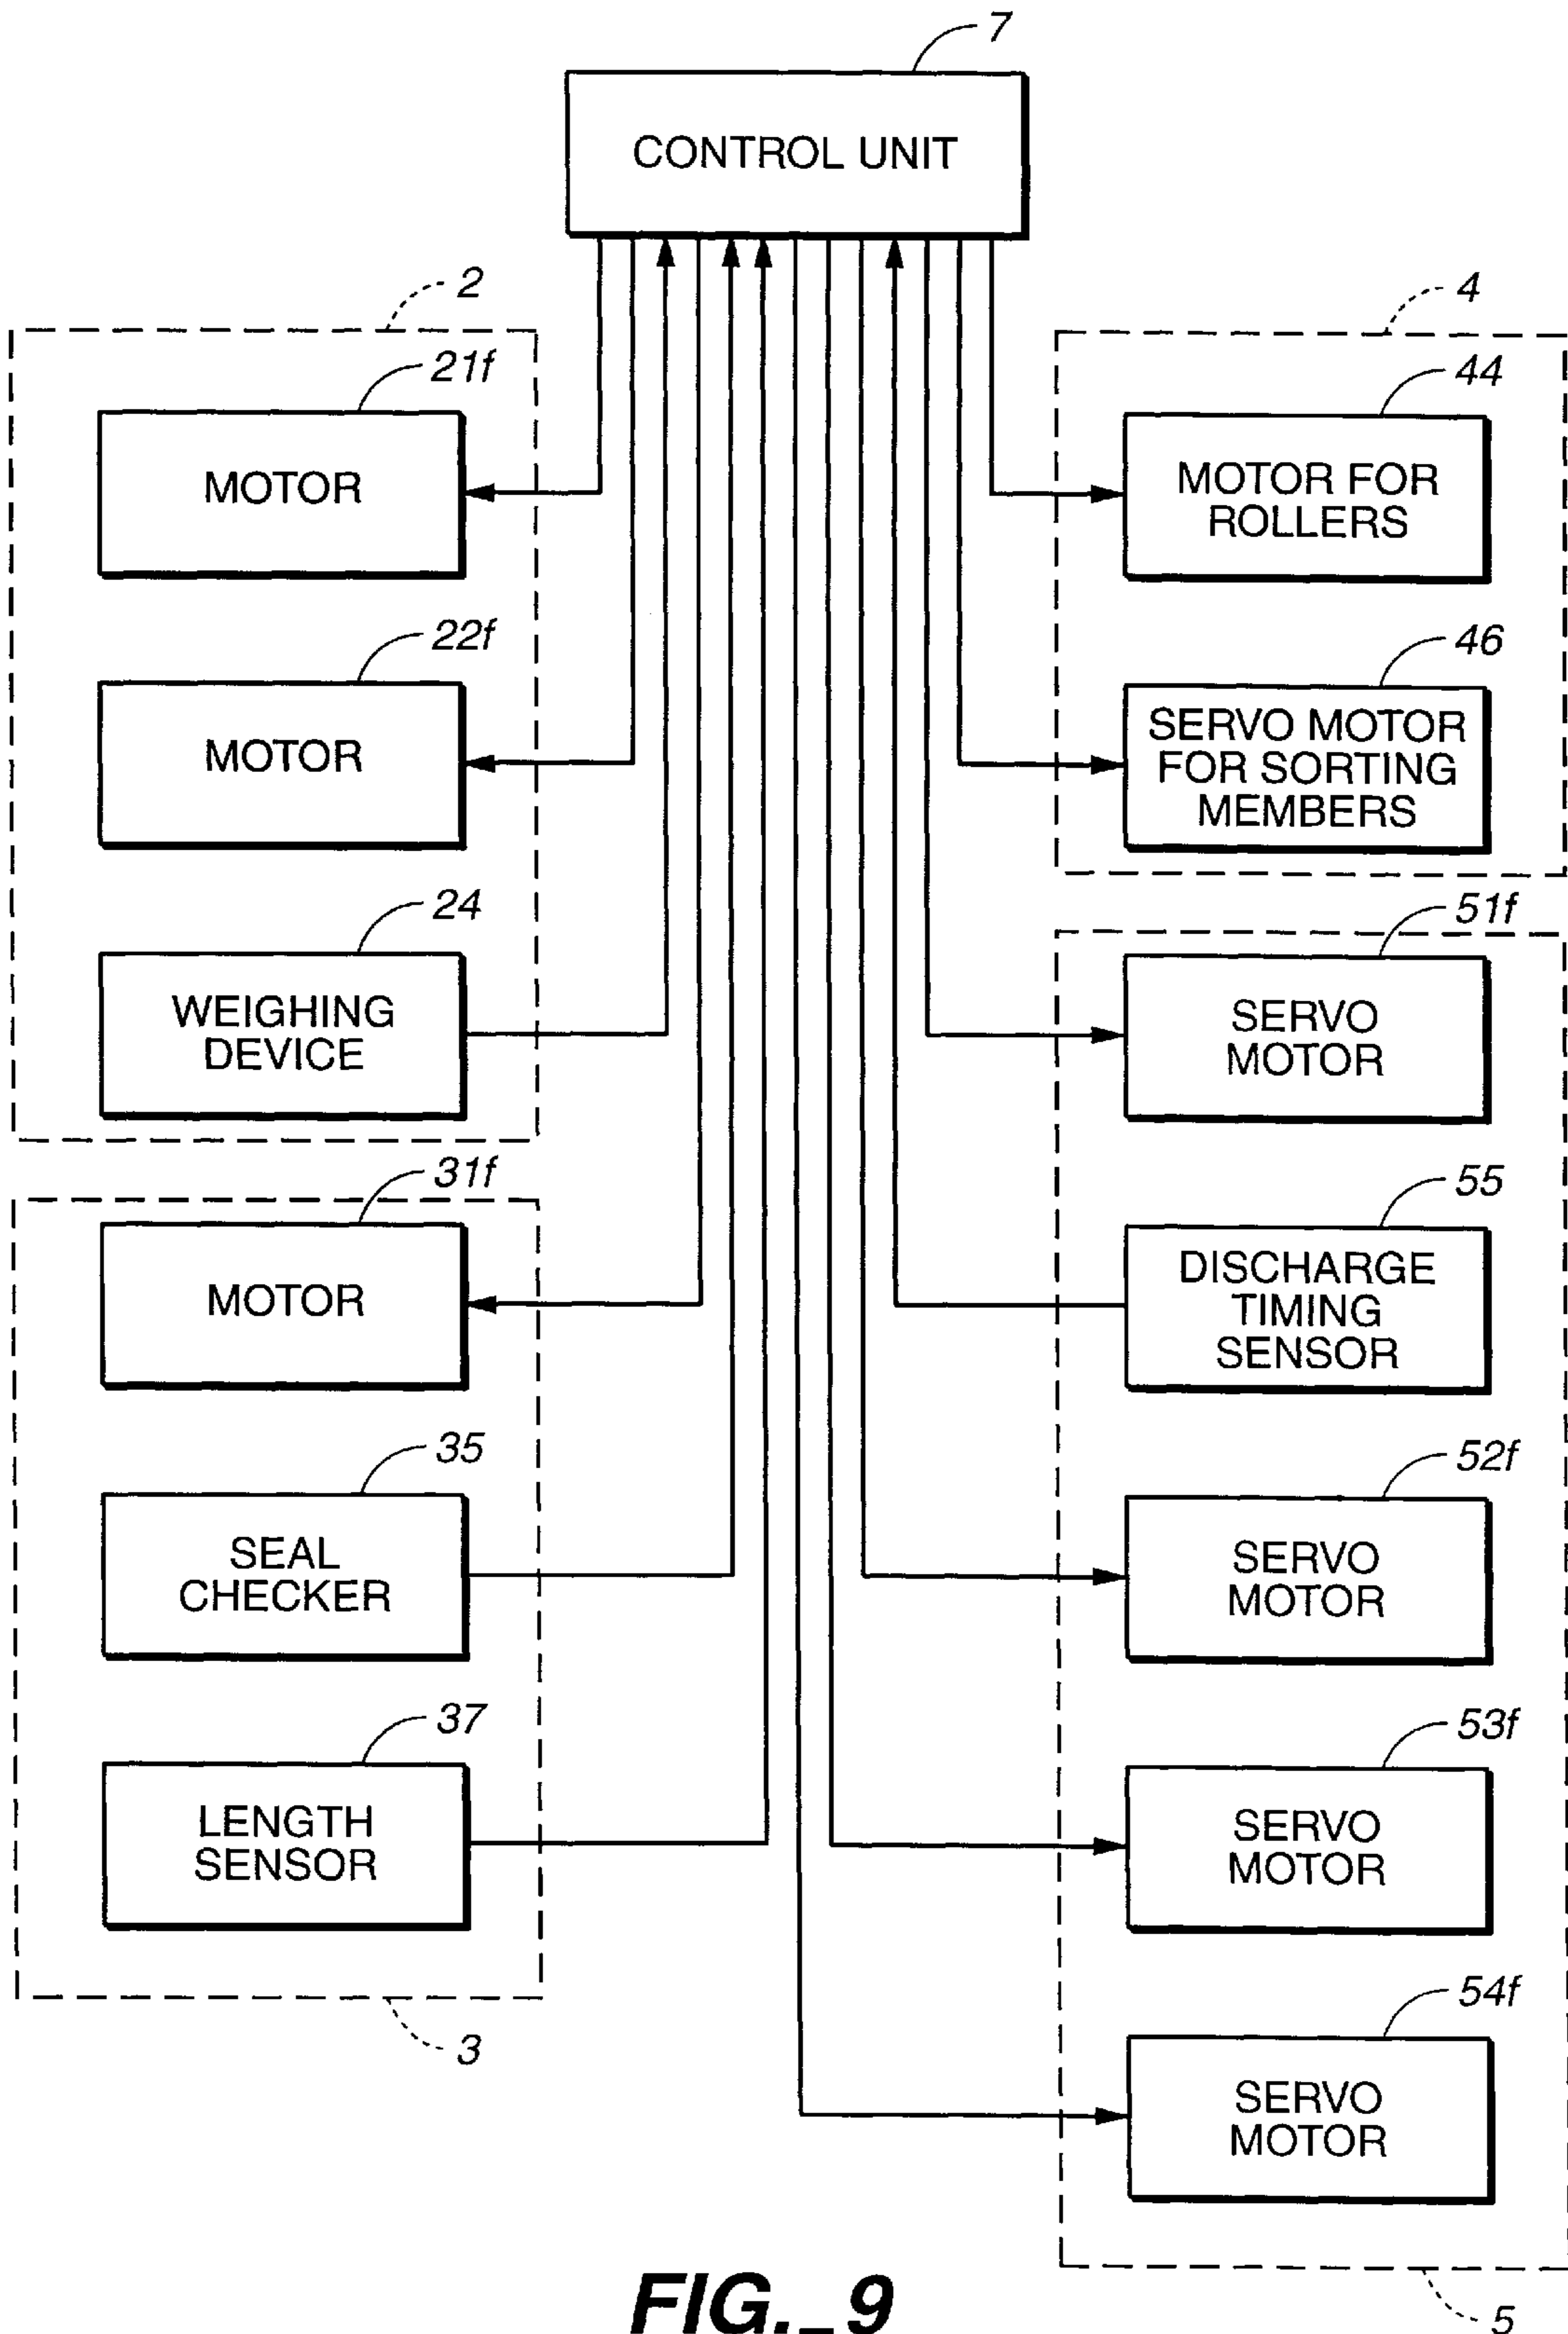 7
CONTROL UNIT
2
21f
MOTOR
22f
MOTOR
24
WEIGHING
DEVICE
31f
MOTOR
35
SEAL
CHECKER
37
LENGTH
SENSOR
3
4
44
MOTOR FOR
ROLLERS
46
SERVO MOTOR
FOR SORTING
MEMBERS
51f
SERVO
MOTOR
55
DISCHARGE
TIMING
SENSOR
52f
SERVO
MOTOR
53f
SERVO
MOTOR
54f
SERVO
MOTOR
5
FIG._9